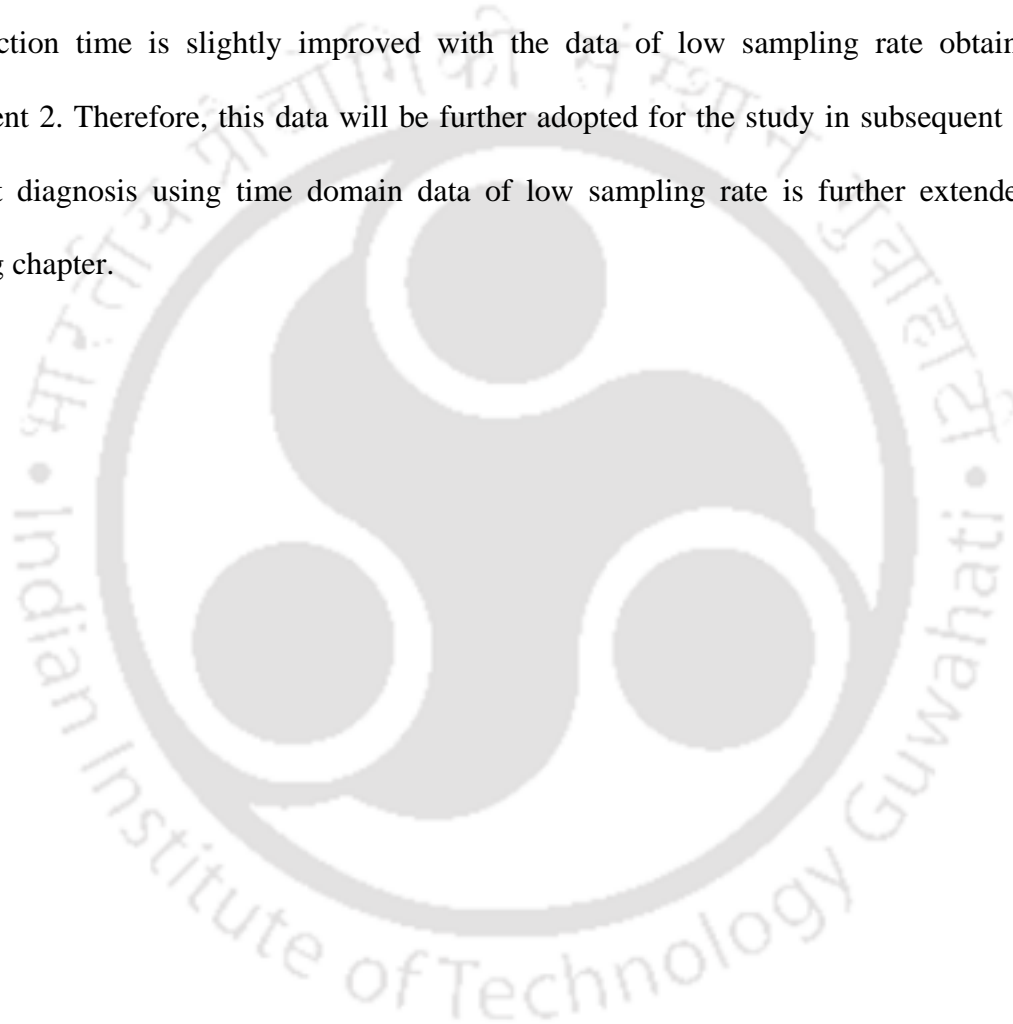 ction time is slightly improved with the data of low sampling rate obtain
ent 2. Therefore, this data will be further adopted for the study in subsequent
t diagnosis using time domain data of low sampling rate is further extende
g chapter.
भारतीय प्रौद्योगिकी संस्थान गुवाहाटी
Indian Institute of Technology Guwahati